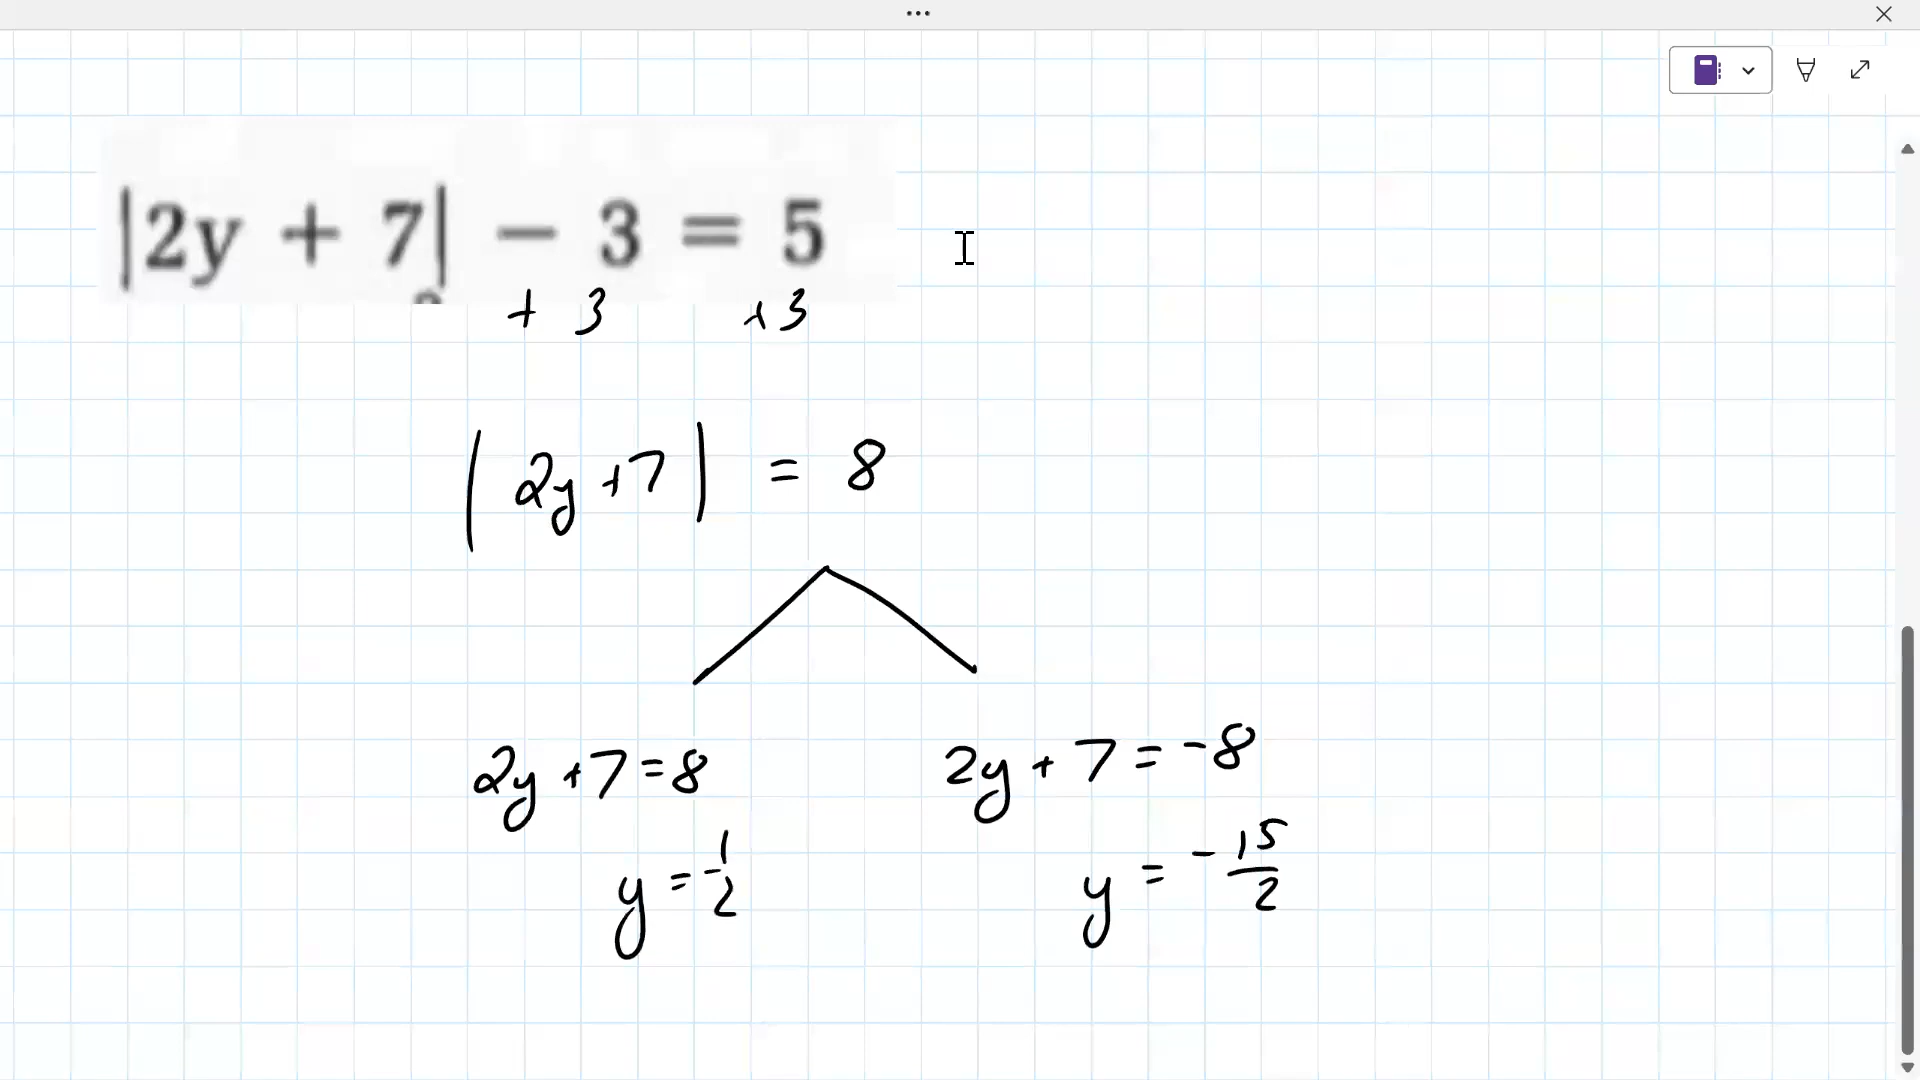 |2y + 7| − 3 = 5
+ 3 +3
|2y+7| = 8
2y+7=8 2y+7=-8
y=1/2 y=-15/2